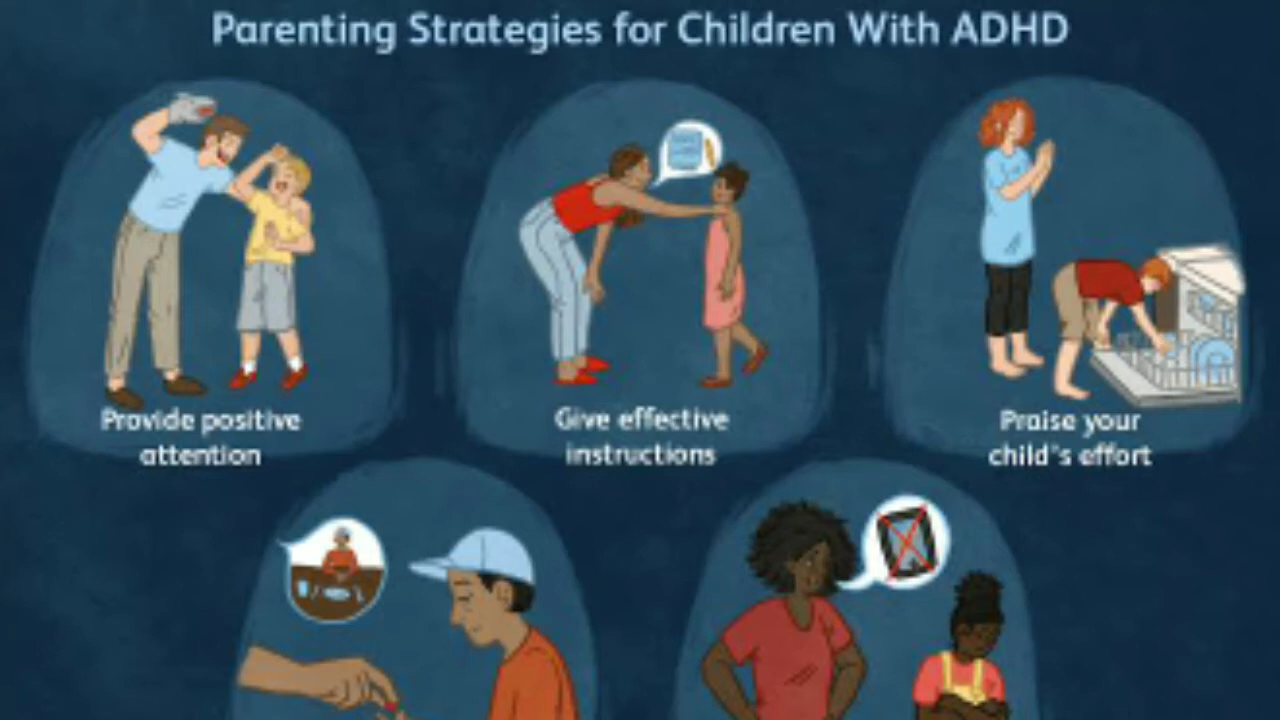 Parenting Strategies for Children With ADHD
Provide positive
attention
Give effective
instructions
Praise your
child's effort